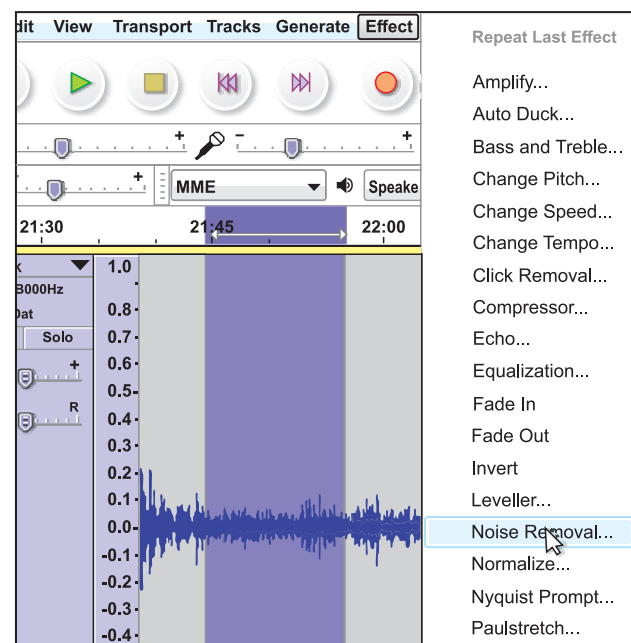 dit View Transport Tracks Generate Effect
MME
Speake
21:30 21:45 22:00
k
B000Hz
Dat
Solo
+
R
1.0
0.8
0.7
0.6
0.5
0.4
0.3
0.2
0.1
0.0
-0.1
-0.2
-0.3
-0.4
Repeat Last Effect
Amplify...
Auto Duck...
Bass and Treble...
Change Pitch...
Change Speed...
Change Tempo...
Click Removal...
Compressor...
Echo...
Equalization...
Fade In
Fade Out
Invert
Leveller...
Noise Removal...
Normalize...
Nyquist Prompt...
Paulstretch...